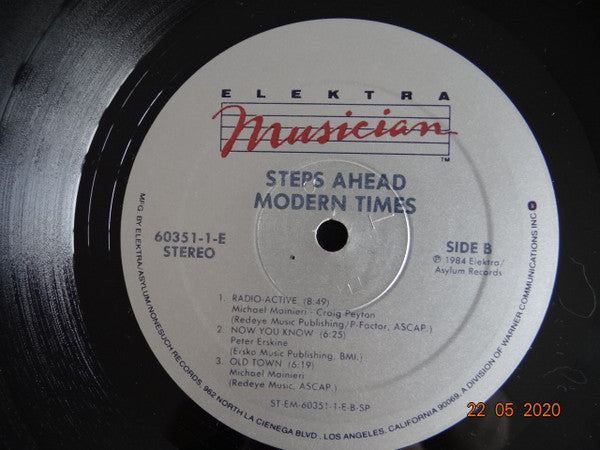 ELEKTRA
Musician
TM
STEPS AHEAD
MODERN TIMES
60351-1-E
STEREO
SIDE B
℗ 1984 Elektra/
Asylum Records
1. RADIO-ACTIVE (8:49)
Michael Mainieri - Craig Peyton
(Redeye Music Publishing/P-Factor, ASCAP.)
2. NOW YOU KNOW (6:25)
Peter Erskine
(Ersko Music Publishing, BMI.)
3. OLD TOWN (6:19)
Michael Mainieri
(Redeye Music, ASCAP.)
ST-EM-60351-1-E-B-SP
MFG. BY ELEKTRA/ASYLUM/NONESUCH RECORDS, 962 NORTH LA CIENEGA BLVD., LOS ANGELES, CALIFORNIA 90069, A DIVISION OF WARNER COMMUNICATIONS INC.
22 05 2020